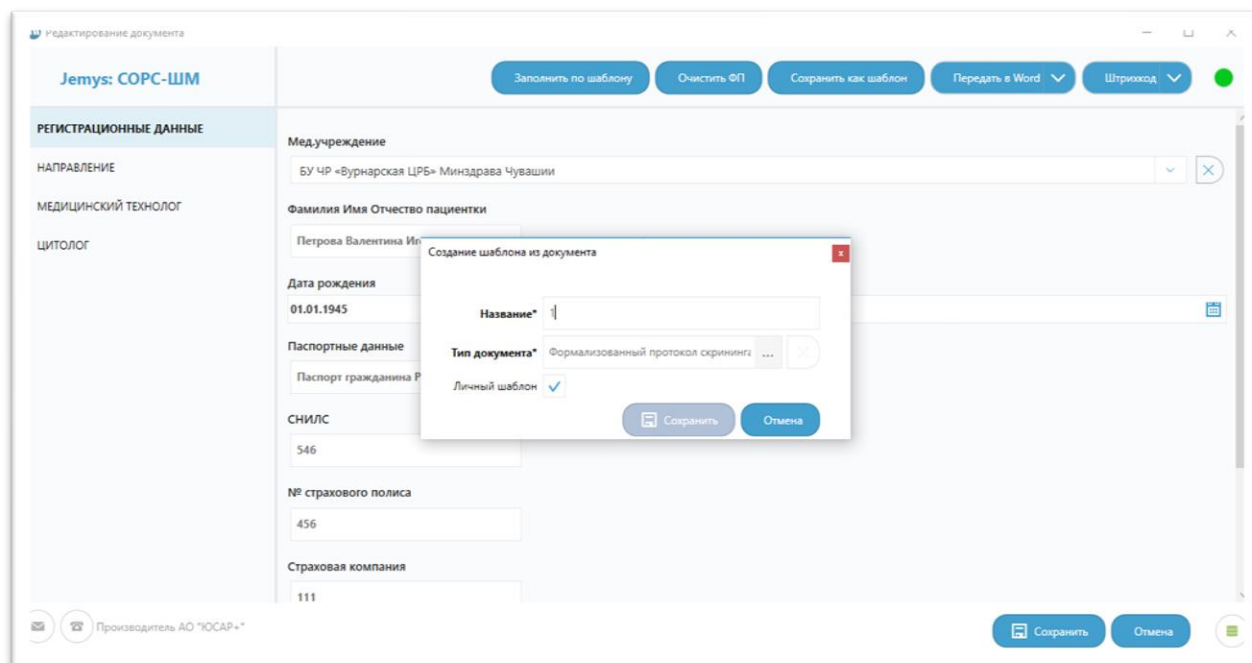 Редактирование документа
Jemys: СОРС-ШМ
Заполнить по шаблону
Очистить ФП
Сохранить как шаблон
Передать в Word
Штрихкод
РЕГИСТРАЦИОННЫЕ ДАННЫЕ
НАПРАВЛЕНИЕ
МЕДИЦИНСКИЙ ТЕХНОЛОГ
ЦИТОЛОГ
Мед.учреждение
БУ ЧР «Вурнарская ЦРБ» Минздрава Чувашии
Фамилия Имя Отчество пациентки
Петрова Валентина
Дата рождения
01.01.1945
Паспортные данные
Паспорт гражданина
СНИЛС
546
№ страхового полиса
456
Страховая компания
111
Создание шаблона из документа
x
Название*
1
Тип документа*
Формализованный протокол скрининга
...
Личный шаблон
Сохранить
Отмена
Производитель АО "ЮСАР+"
Сохранить
Отмена